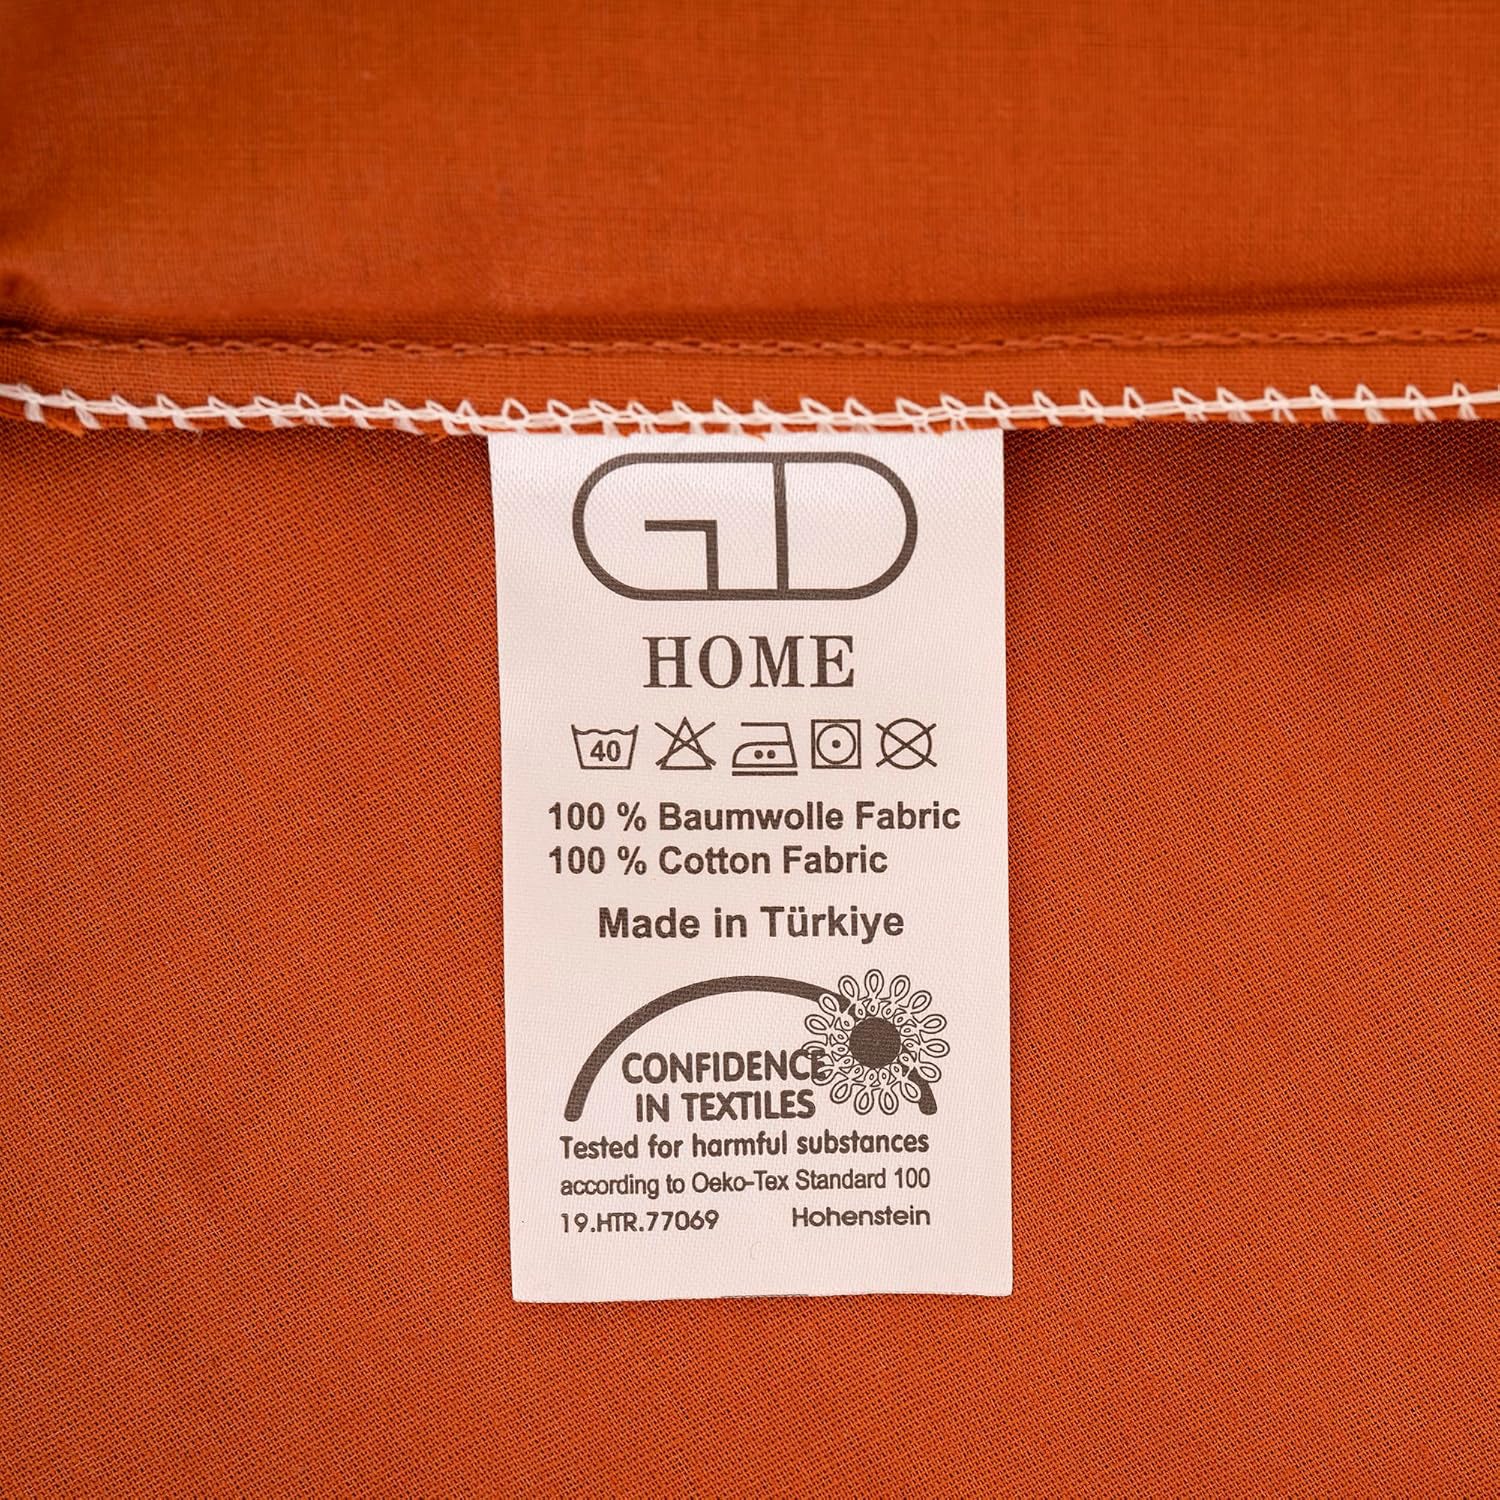 GD
HOME
40
100 % Baumwolle Fabric
100 % Cotton Fabric
Made in Türkiye
CONFIDENCE
IN TEXTILES
Tested for harmful substances
according to Oeko-Tex Standard 100
19.HTR.77069 Hohenstein